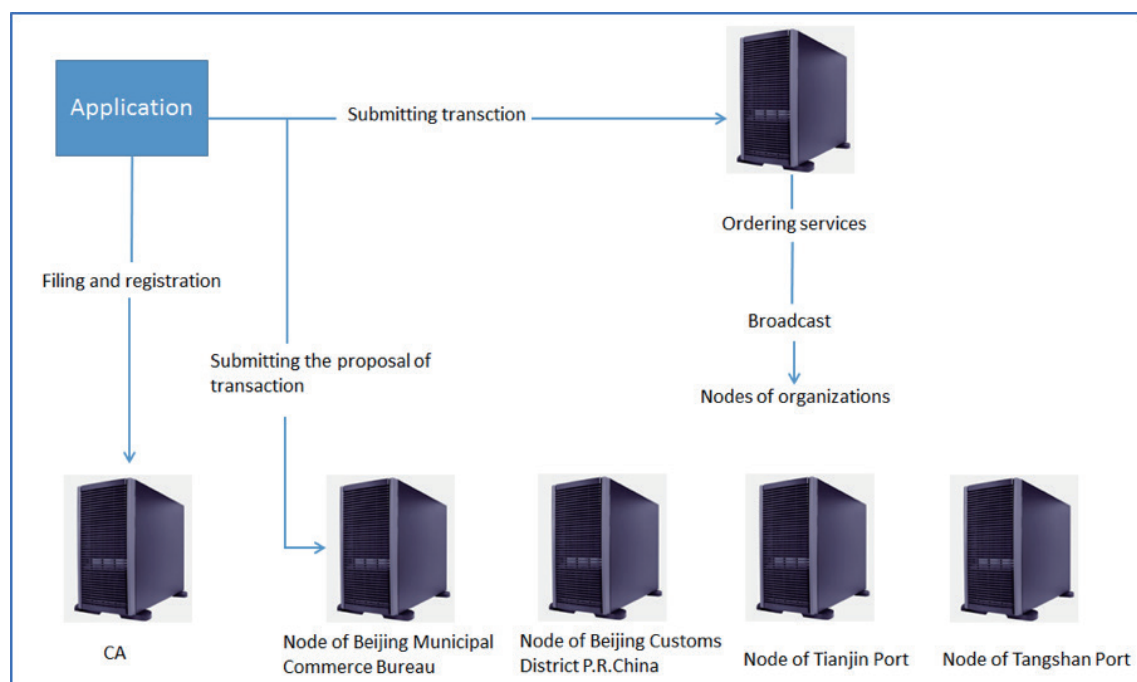 Application
Submitting transction
Ordering services
Filing and registration
Broadcast
Submitting the proposal of
transaction
Nodes of organizations
CA
Node of Beijing Municipal
Commerce Bureau
Node of Beijing Customs
District P.R.China
Node of Tianjin Port
Node of Tangshan Port